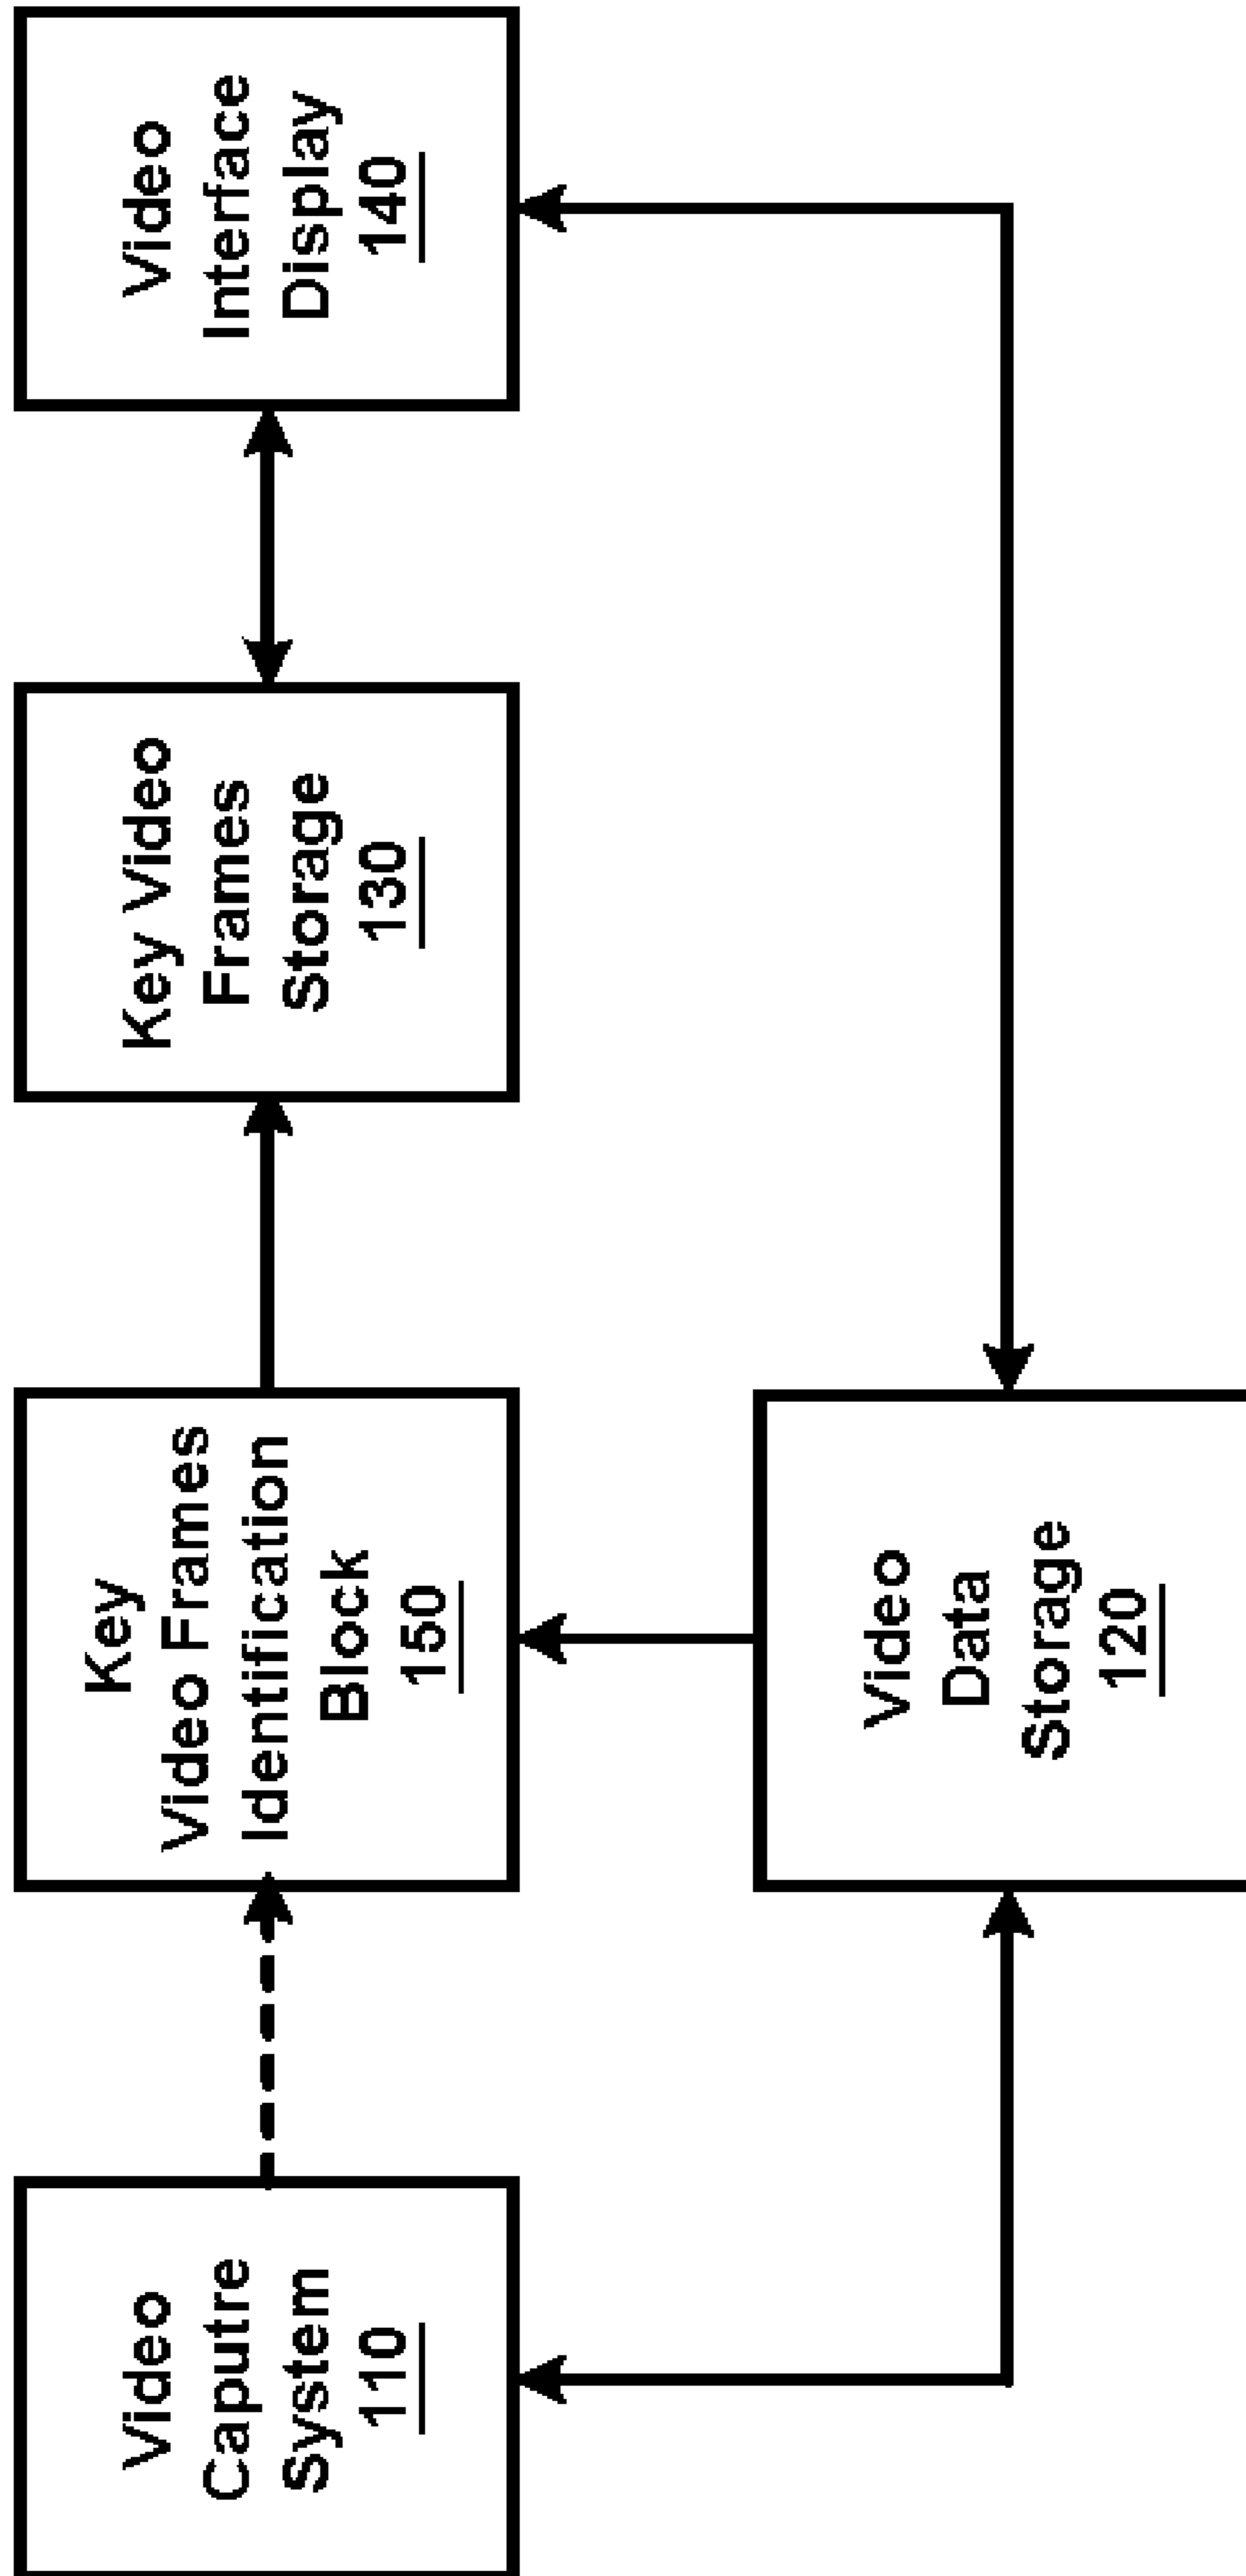 Video
Caputre
System
110
Key
Video Frames
Identification
Block
150
Key Video
Frames
Storage
130
Video
Interface
Display
140
Video
Data
Storage
120